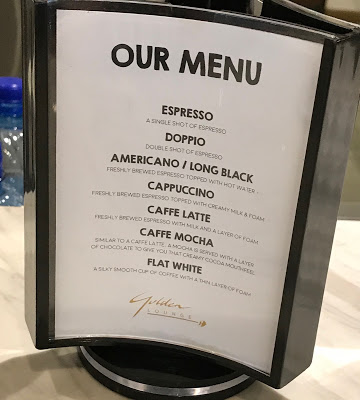 OUR MENU
ESPRESSO
A SINGLE SHOT OF ESPRESSO
DOPPIO
DOUBLE SHOT OF ESPRESSO
AMERICANO / LONG BLACK
FRESHLY BREWED ESPRESSO TOPPED WITH HOT WATER -
CAPPUCCINO
FRESHLY BREWED ESPRESSO TOPPED WITH CREAMY MILK & FOAM
CAFFE LATTE
FRESHLY BREWED ESPRESSO WITH MILK AND A LAYER OF FOAM
CAFFE MOCHA
SIMILAR TO A CAFFE LATTE, A MOCHA IS SERVED WITH A LAYER
OF CHOCOLATE TO GIVE YOU THAT CREAMY COCOA MOUTHFEEL
FLAT WHITE
A SILKY SMOOTH CUP OF COFFEE WITH A THIN LAYER OF FOAM
Golden
LOUNGE